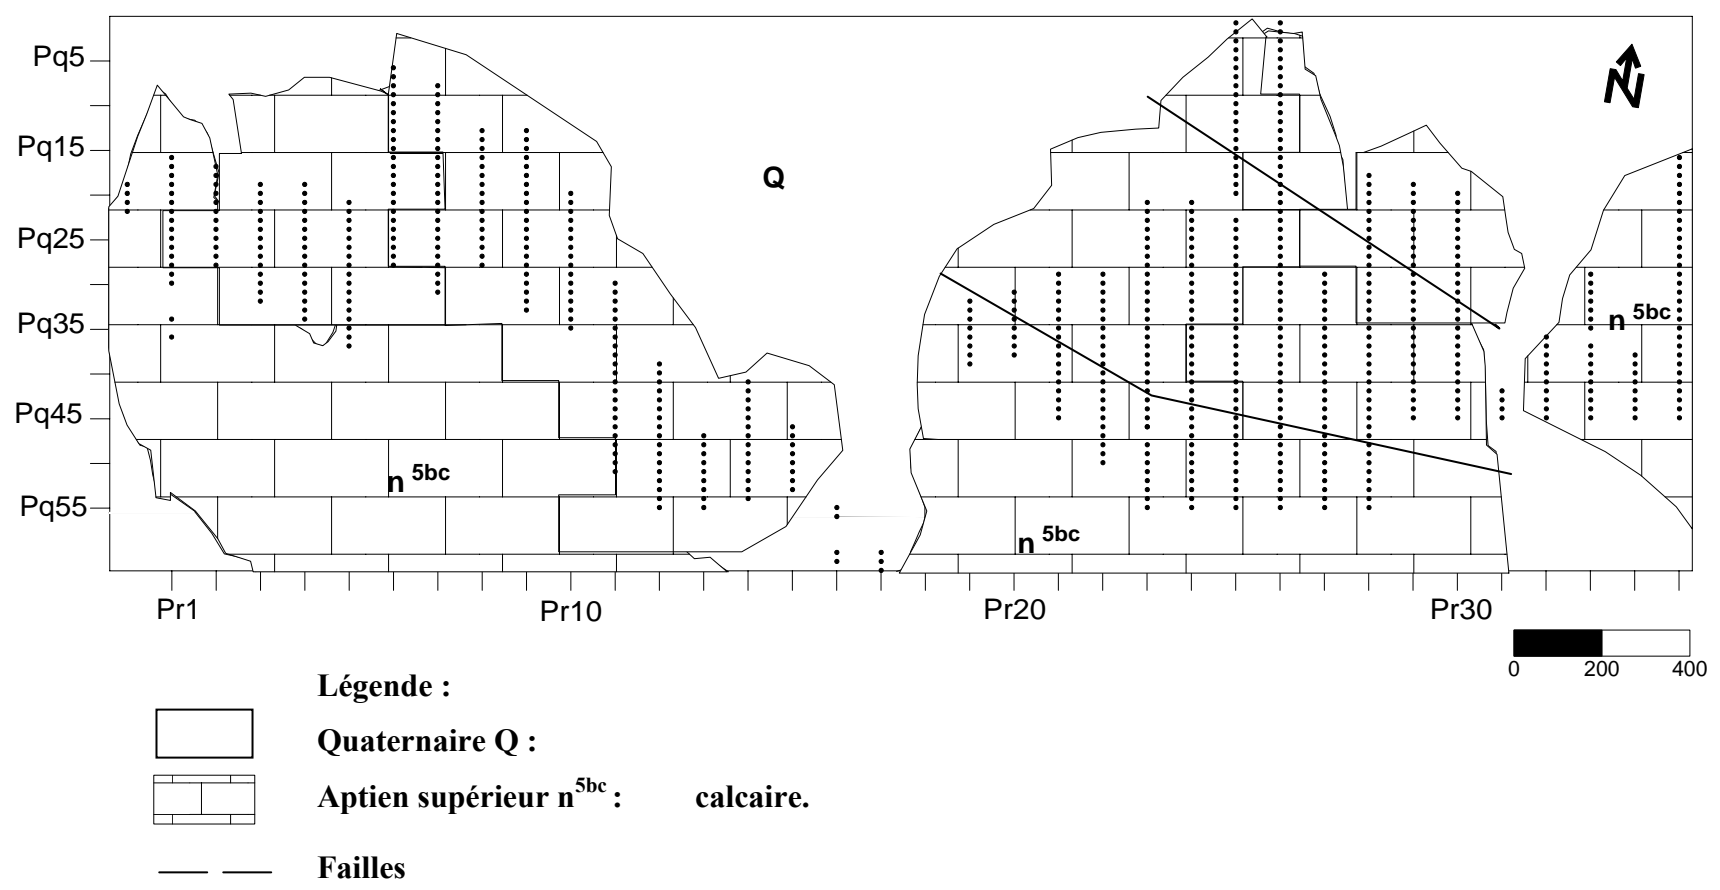 Pq5
Pq15
Pq25
Pq35
Pq45
Pq55
N
Q
n 5bc
n 5bc
n 5bc
Pr1
Pr10
Pr20
Pr30
0 200 400
Légende :
Quaternaire Q :
Aptien supérieur n5bc : calcaire.
Failles